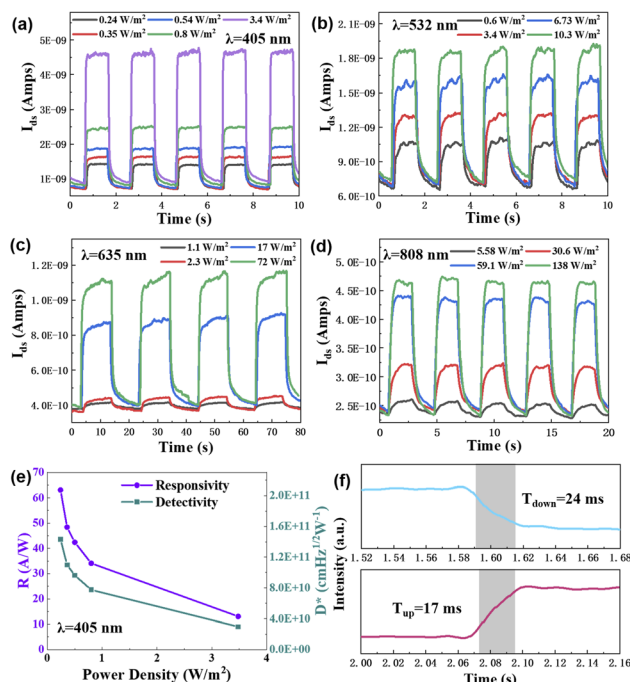 (a)
0.24 W/m² 0.54 W/m² 3.4 W/m²
0.35 W/m² 0.8 W/m²
λ=405 nm
5E-09
4E-09
3E-09
2E-09
1E-09
I_ds (Amps)
0 2 4 6 8 10
Time (s)
(b)
0.6 W/m² 6.73 W/m²
3.4 W/m² 10.3 W/m²
λ=532 nm
2.1E-09
1.8E-09
1.5E-09
1.2E-09
9.0E-10
6.0E-10
I_ds (Amps)
0 2 4 6 8 10
Time (s)
(c)
1.1 W/m² 17 W/m²
2.3 W/m² 72 W/m²
λ=635 nm
1.2E-09
1.0E-09
8.0E-10
6.0E-10
4.0E-10
I_ds (Amps)
0 10 20 30 40 50 60 70 80
Time (s)
(d)
5.58 W/m² 30.6 W/m²
59.1 W/m² 138 W/m²
λ=808 nm
5.0E-10
4.5E-10
4.0E-10
3.5E-10
3.0E-10
2.5E-10
I_ds (Amps)
0 5 10 15 20
Time (s)
(e)
Responsivity
Detectivity
70
60
50
40
30
20
10
0
R (A/W)
2.0E+11
1.6E+11
1.2E+11
8.0E+10
4.0E+10
0.0E+00
D* (cmHz^1/2W^-1)
λ=405 nm
0 1 2 3 4
Power Density (W/m²)
(f)
T_down=24 ms
1.52 1.54 1.56 1.58 1.60 1.62 1.64 1.66 1.68
Intensity (a.u.)
T_up=17 ms
2.00 2.02 2.04 2.06 2.08 2.10 2.12 2.14 2.16
Time (s)